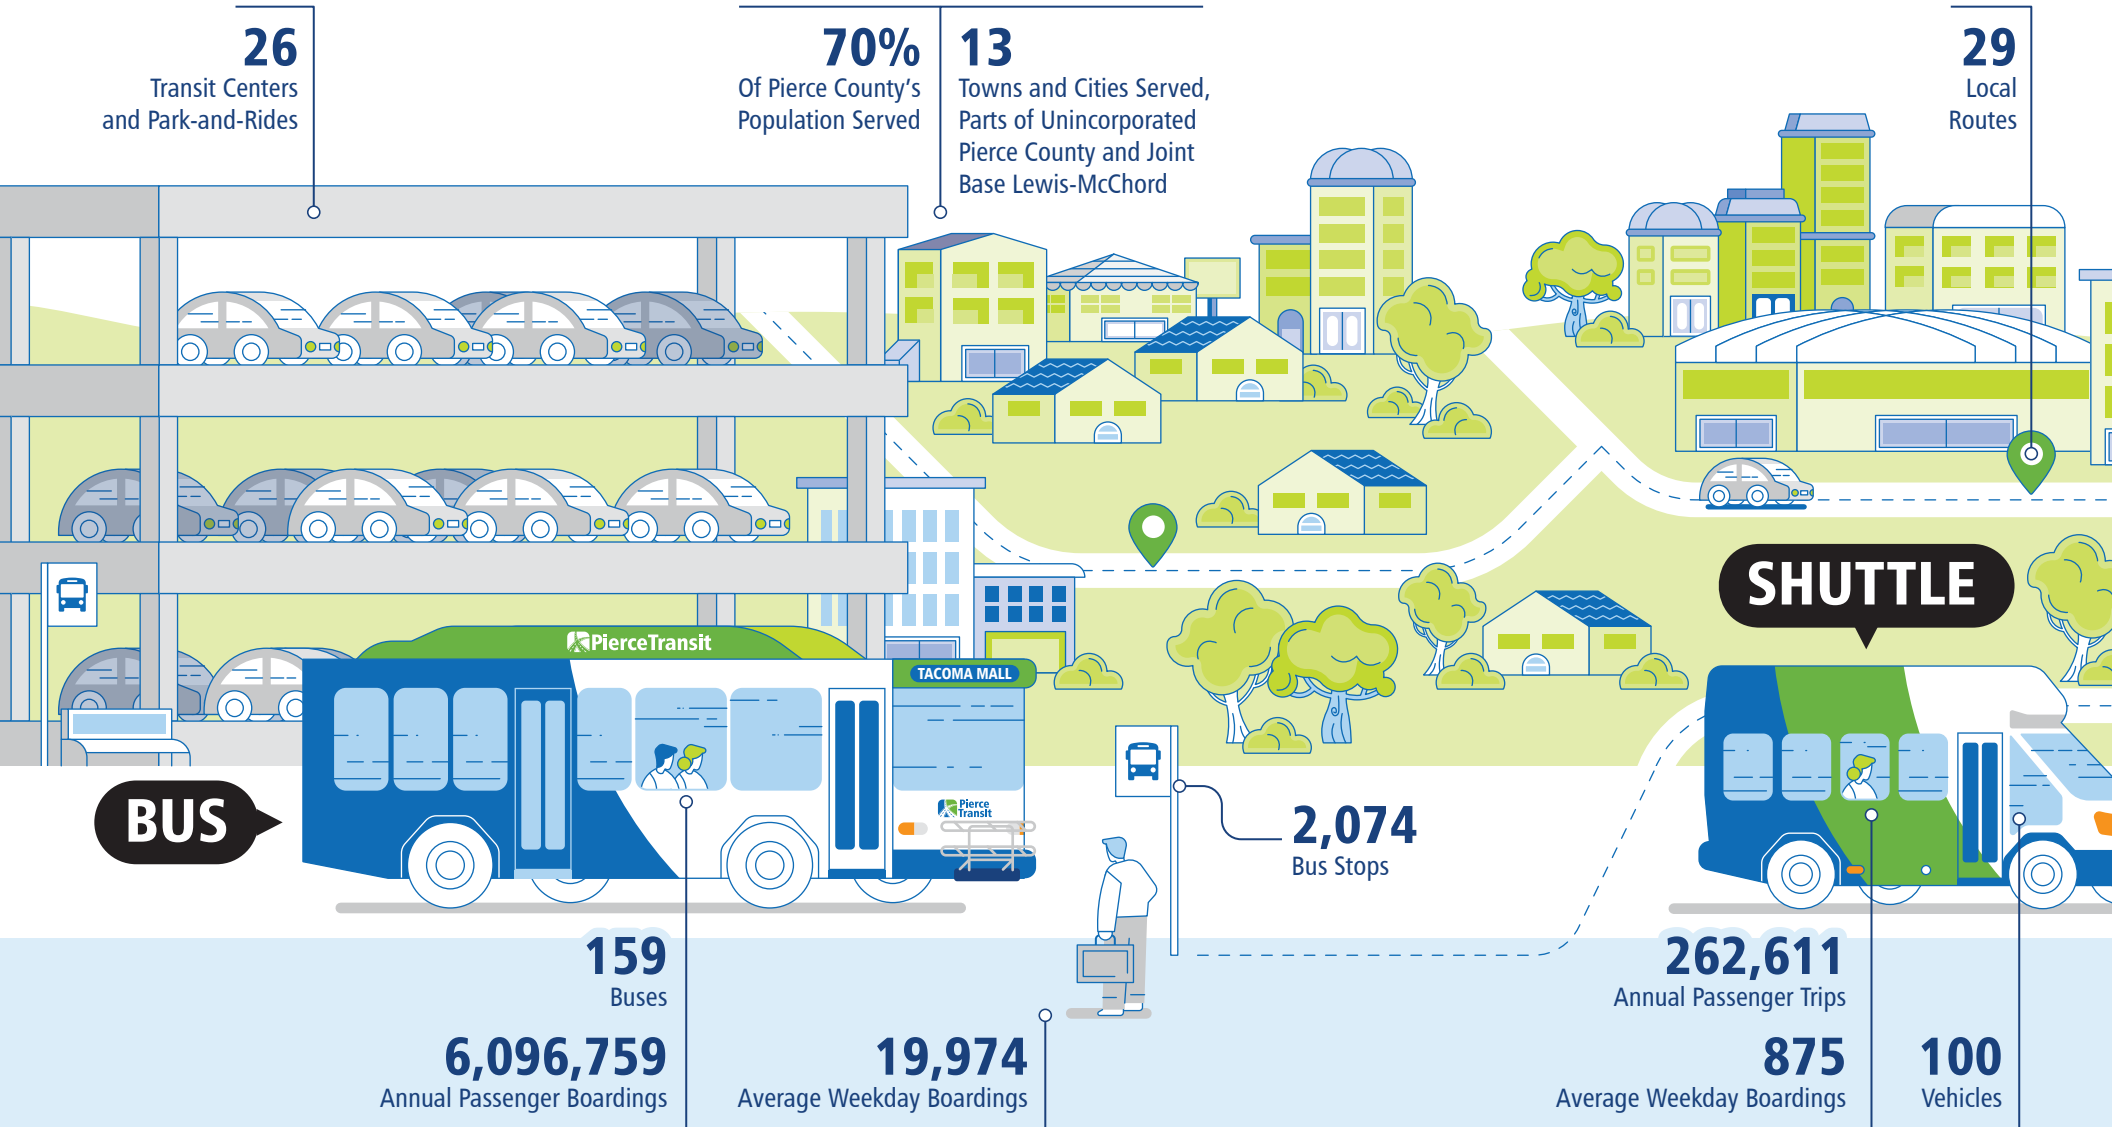 26
Transit Centers
and Park-and-Rides
70%
Of Pierce County's
Population Served
13
Towns and Cities Served,
Parts of Unincorporated
Pierce County and Joint
Base Lewis-McChord
29
Local
Routes
SHUTTLE
PierceTransit
TACOMA MALL
Pierce
Transit
BUS
2,074
Bus Stops
159
Buses
6,096,759
Annual Passenger Boardings
19,974
Average Weekday Boardings
262,611
Annual Passenger Trips
875
Average Weekday Boardings
100
Vehicles